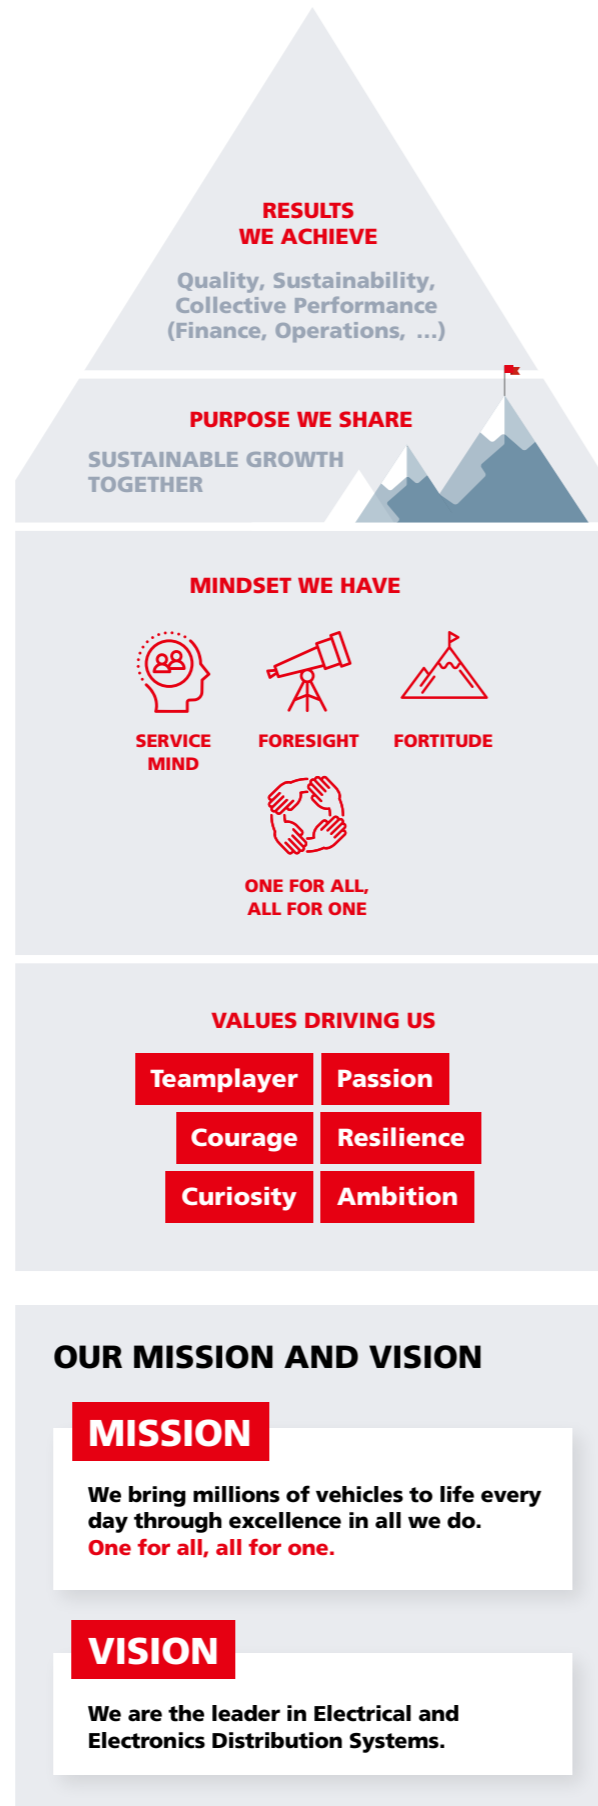 RESULTS
WE ACHIEVE
Quality, Sustainability,
Collective Performance
(Finance, Operations, ...)
PURPOSE WE SHARE
SUSTAINABLE GROWTH
TOGETHER
MINDSET WE HAVE
SERVICE
MIND
FORESIGHT
FORTITUDE
ONE FOR ALL,
ALL FOR ONE
VALUES DRIVING US
Teamplayer
Passion
Courage
Resilience
Curiosity
Ambition
OUR MISSION AND VISION
MISSION
We bring millions of vehicles to life every
day through excellence in all we do.
One for all, all for one.
VISION
We are the leader in Electrical and
Electronics Distribution Systems.